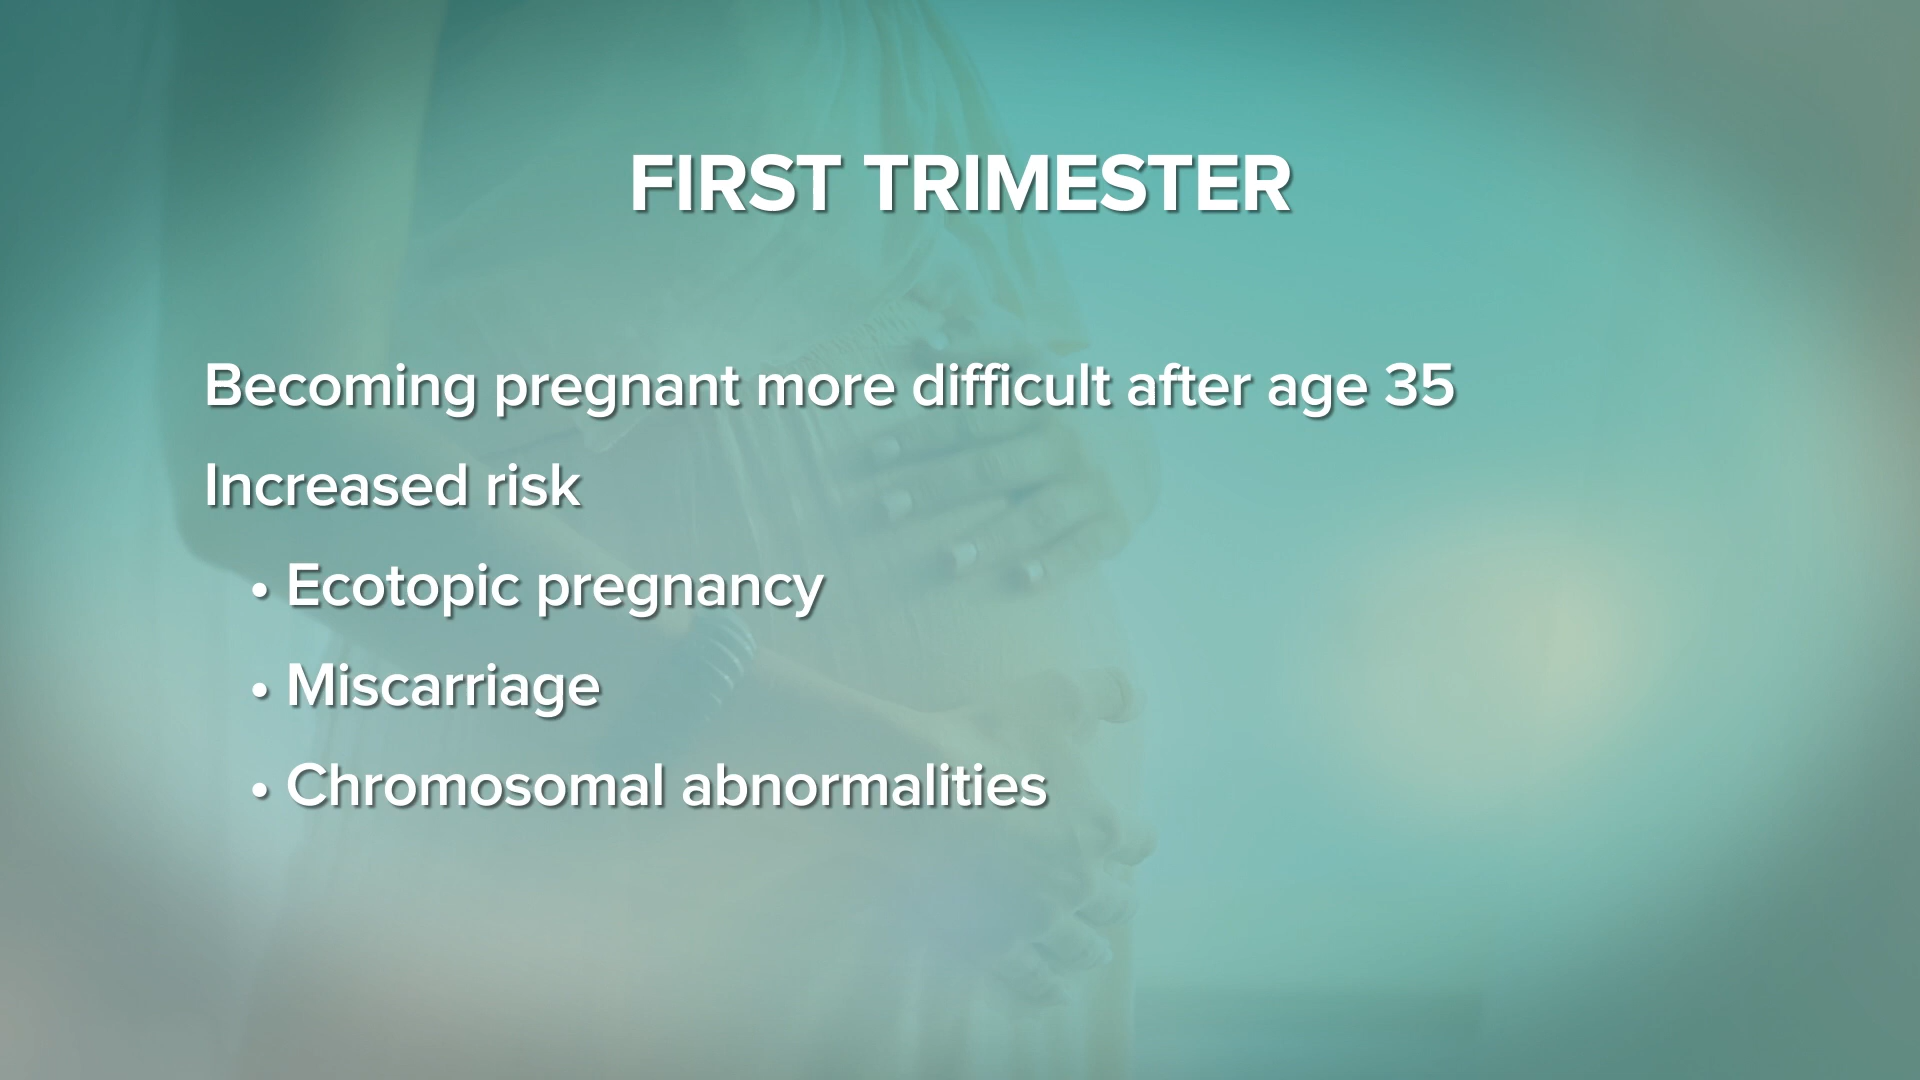 FIRST TRIMESTER
Becoming pregnant more difficult after age 35
Increased risk
• Ecotopic pregnancy
• Miscarriage
• Chromosomal abnormalities